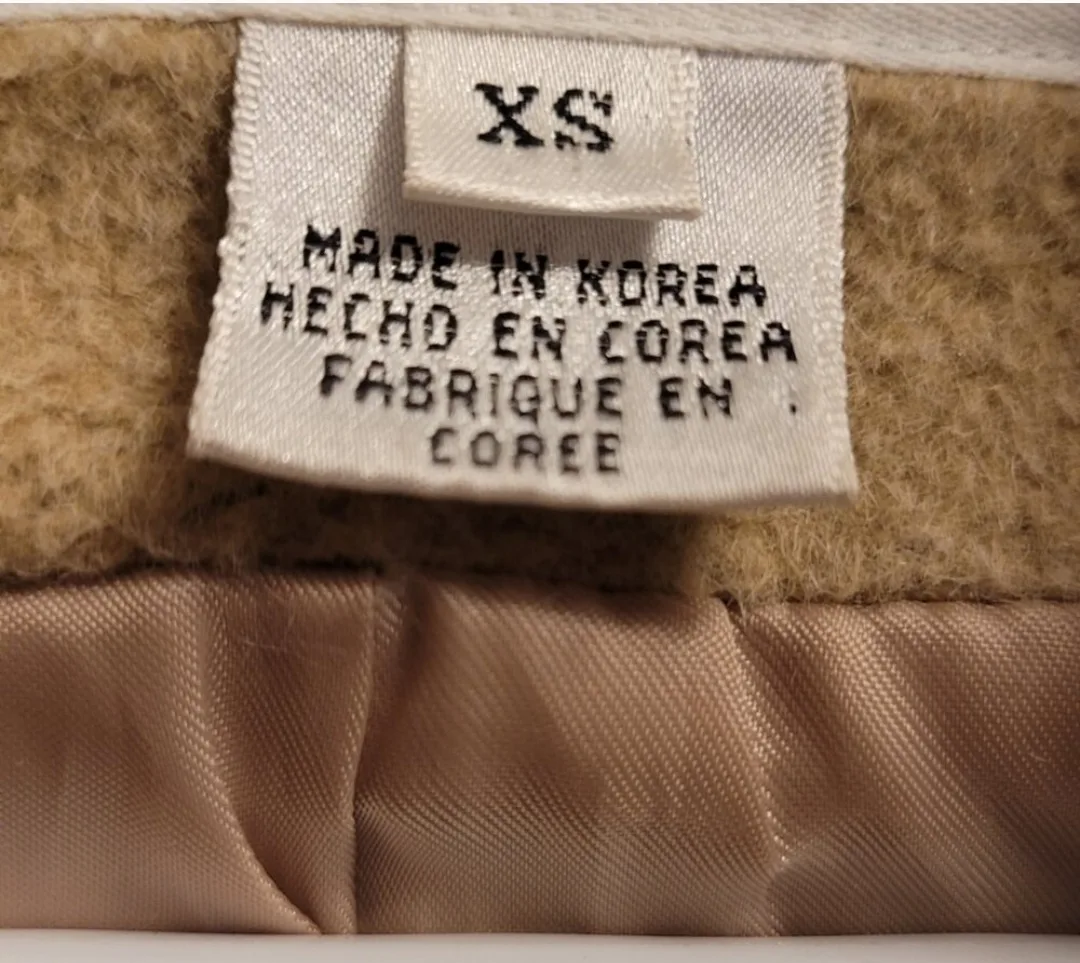 XS
MADE IN KOREA
HECHO EN COREA
FABRIQUE EN
COREE